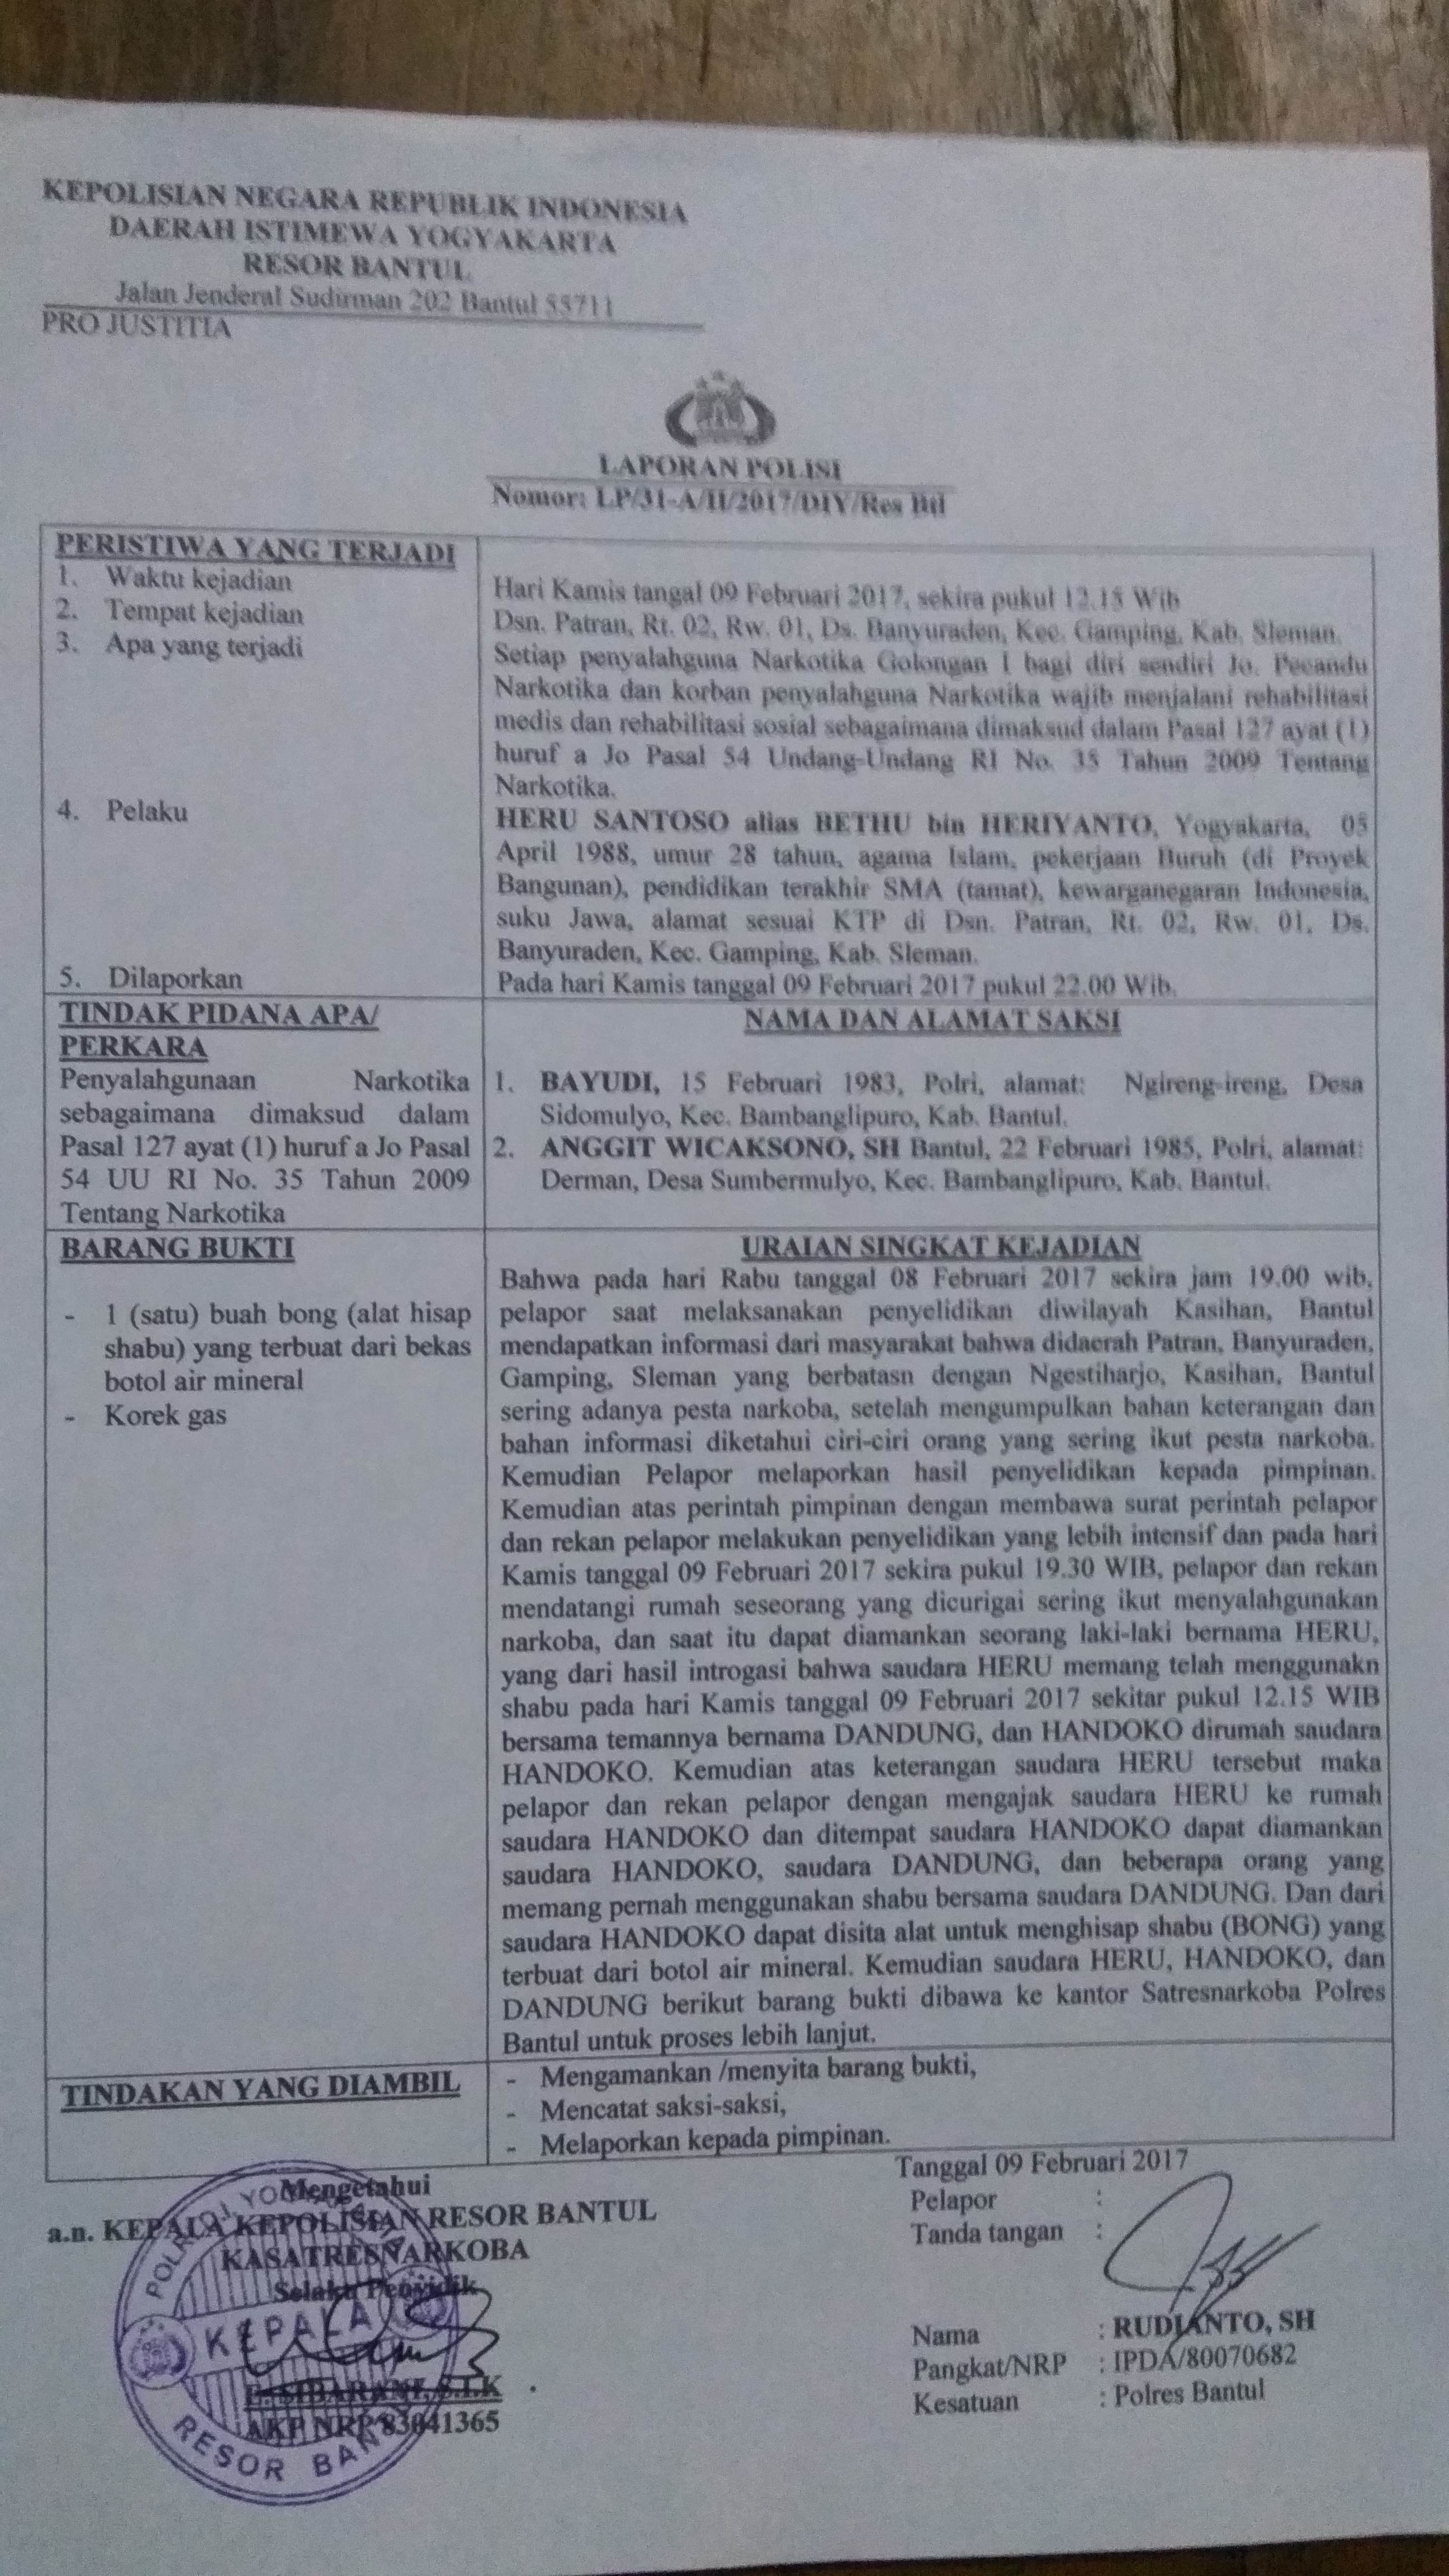 KEPOLISIAN NEGARA REPUBLIK INDONESIA
DAERAH ISTIMEWA YOGYAKARTA
RESOR BANTUL
Jalan Jenderal Sudirman 202 Bantul 55711
PRO JUSTITIA
LAPORAN POLISI
Nomor: LP/31-A/II/2017/DIY/Res Btl
PERISTIWA YANG TERJADI
1. Waktu kejadian
Hari Kamis tangal 09 Februari 2017, sekira pukul 12.15 Wib
2. Tempat kejadian
Dsn. Patran, Rt. 02, Rw. 01, Ds. Banyuraden, Kec. Gamping, Kab. Sleman.
3. Apa yang terjadi
Setiap penyalahguna Narkotika Golongan I bagi diri sendiri Jo. Pecandu
Narkotika dan korban penyalahguna Narkotika wajib menjalani rehabilitasi
medis dan rehabilitasi sosial sebagaimana dimaksud dalam Pasal 127 ayat (1)
huruf a Jo Pasal 54 Undang-Undang RI No. 35 Tahun 2009 Tentang
Narkotika.
4. Pelaku
HERU SANTOSO alias BETHU bin HERIYANTO, Yogyakarta, 05
April 1988, umur 28 tahun, agama Islam, pekerjaan Buruh (di Proyek
Bangunan), pendidikan terakhir SMA (tamat), kewarganegaran Indonesia,
suku Jawa, alamat sesuai KTP di Dsn. Patran, Rt. 02, Rw. 01, Ds.
Banyuraden, Kec. Gamping, Kab. Sleman.
5. Dilaporkan
Pada hari Kamis tanggal 09 Februari 2017 pukul 22.00 Wib.
TINDAK PIDANA APA/
PERKARA
Penyalahgunaan Narkotika
sebagaimana dimaksud dalam
Pasal 127 ayat (1) huruf a Jo Pasal
54 UU RI No. 35 Tahun 2009
Tentang Narkotika
NAMA DAN ALAMAT SAKSI
1. BAYUDI, 15 Februari 1983, Polri, alamat: Ngireng-ireng, Desa
Sidomulyo, Kec. Bambanglipuro, Kab. Bantul.
2. ANGGIT WICAKSONO, SH Bantul, 22 Februari 1985, Polri, alamat:
Derman, Desa Sumbermulyo, Kec. Bambanglipuro, Kab. Bantul.
BARANG BUKTI
- 1 (satu) buah bong (alat hisap
shabu) yang terbuat dari bekas
botol air mineral
- Korek gas
URAIAN SINGKAT KEJADIAN
Bahwa pada hari Rabu tanggal 08 Februari 2017 sekira jam 19.00 wib,
pelapor saat melaksanakan penyelidikan diwilayah Kasihan, Bantul
mendapatkan informasi dari masyarakat bahwa didaerah Patran, Banyuraden,
Gamping, Sleman yang berbatasn dengan Ngestiharjo, Kasihan, Bantul
sering adanya pesta narkoba, setelah mengumpulkan bahan keterangan dan
bahan informasi diketahui ciri-ciri orang yang sering ikut pesta narkoba.
Kemudian Pelapor melaporkan hasil penyelidikan kepada pimpinan.
Kemudian atas perintah pimpinan dengan membawa surat perintah pelapor
dan rekan pelapor melakukan penyelidikan yang lebih intensif dan pada hari
Kamis tanggal 09 Februari 2017 sekira pukul 19.30 WIB, pelapor dan rekan
mendatangi rumah seseorang yang dicurigai sering ikut menyalahgunakan
narkoba, dan saat itu dapat diamankan seorang laki-laki bernama HERU,
yang dari hasil introgasi bahwa saudara HERU memang telah menggunakn
shabu pada hari Kamis tanggal 09 Februari 2017 sekitar pukul 12.15 WIB
bersama temannya bernama DANDUNG, dan HANDOKO dirumah saudara
HANDOKO. Kemudian atas keterangan saudara HERU tersebut maka
pelapor dan rekan pelapor dengan mengajak saudara HERU ke rumah
saudara HANDOKO dan ditempat saudara HANDOKO dapat diamankan
saudara HANDOKO, saudara DANDUNG, dan beberapa orang yang
memang pernah menggunakan shabu bersama saudara DANDUNG. Dan dari
saudara HANDOKO dapat disita alat untuk menghisap shabu (BONG) yang
terbuat dari botol air mineral. Kemudian saudara HERU, HANDOKO, dan
DANDUNG berikut barang bukti dibawa ke kantor Satresnarkoba Polres
Bantul untuk proses lebih lanjut.
TINDAKAN YANG DIAMBIL
- Mengamankan /menyita barang bukti,
- Mencatat saksi-saksi,
- Melaporkan kepada pimpinan.
Mengetahui
a.n. KEPALA KEPOLISIAN RESOR BANTUL
KASATRESNARKOBA
Selaku Penyidik
KEPALA
RESOR
SIBARANI, S.I.K
AKP NRP 83041365
Tanggal 09 Februari 2017
Pelapor :
Tanda tangan :
Nama : RUDIANTO, SH
Pangkat/NRP : IPDA/80070682
Kesatuan : Polres Bantul